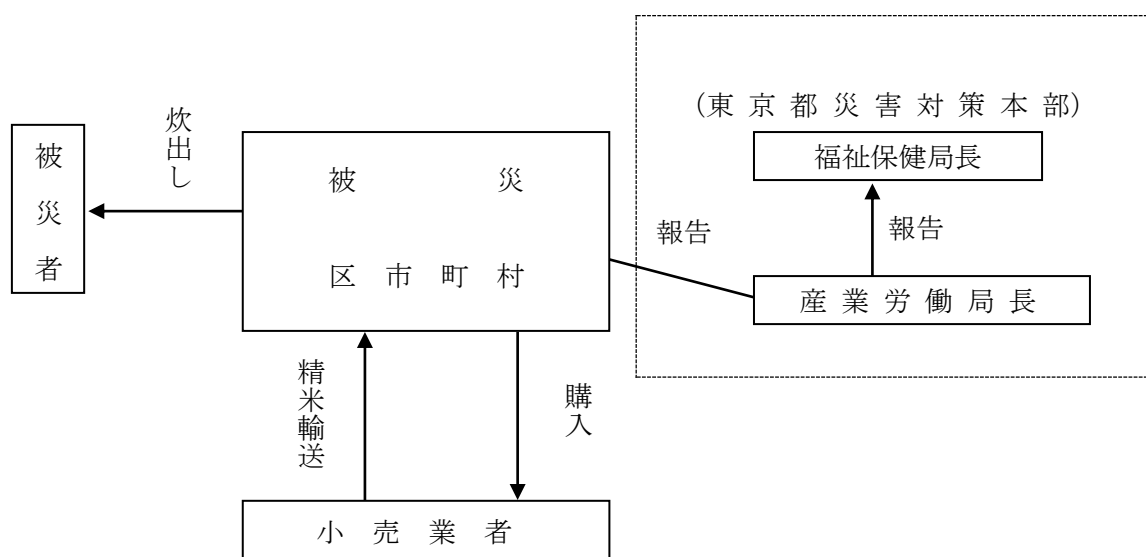 (東京都災害対策本部)
福祉保健局長
報告
産業労働局長
報告
被災
区市町村
炊出し
被災者
精米輸送
購入
小売業者